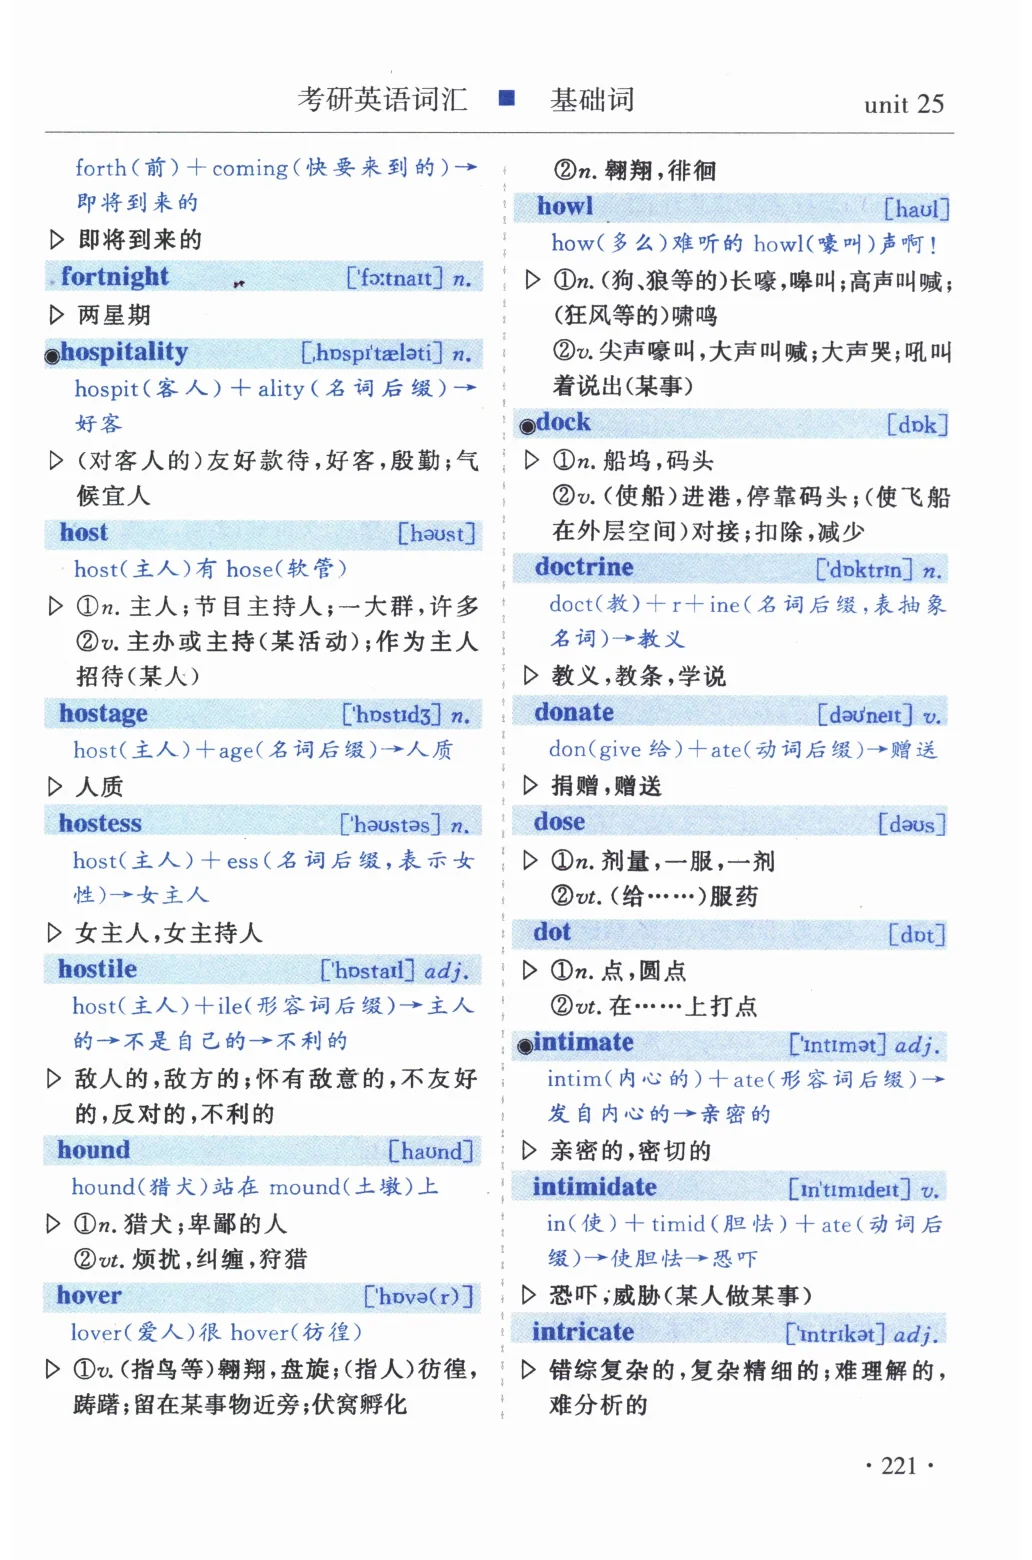 考研英语词汇 ■ 基础词 unit 25
forth(前)+coming(快要来到的)→
即将到来的
▷ 即将到来的
fortnight ['fɔːtnaɪt] n.
▷ 两星期
hospitality [ˌhɒspɪ'tæləti] n.
hospit(客人)+ality(名词后缀)→
好客
▷ (对客人的)友好款待,好客,殷勤;气
候宜人
host [həʊst]
host(主人)有 hose(软管)
▷ ①n. 主人;节目主持人;一大群,许多
②v. 主办或主持(某活动);作为主人
招待(某人)
hostage ['hɒstɪdʒ] n.
host(主人)+age(名词后缀)→人质
▷ 人质
hostess ['həʊstəs] n.
host(主人)+ess(名词后缀,表示女
性)→女主人
▷ 女主人,女主持人
hostile ['hɒstaɪl] adj.
host(主人)+ile(形容词后缀)→主人
的→不是自己的→不利的
▷ 敌人的,敌方的;怀有敌意的,不友好
的,反对的,不利的
hound [haʊnd]
hound(猎犬)站在 mound(土墩)上
▷ ①n. 猎犬;卑鄙的人
②vt. 烦扰,纠缠,狩猎
hover ['hɒvə(r)]
lover(爱人)很 hover(彷徨)
▷ ①v. (指鸟等)翱翔,盘旋;(指人)彷徨,
踌躇;留在某事物近旁;伏窝孵化
②n. 翱翔,徘徊
howl [haʊl]
how(多么)难听的 howl(嚎叫)声啊!
▷ ①n. (狗、狼等的)长嚎,嗥叫;高声叫喊;
(狂风等的)啸鸣
②v. 尖声嚎叫,大声叫喊;大声哭;吼叫
着说出(某事)
dock [dɒk]
▷ ①n. 船坞,码头
②v. (使船)进港,停靠码头;(使飞船
在外层空间)对接;扣除,减少
doctrine ['dɒktrɪn] n.
doct(教)+r+ine(名词后缀,表抽象
名词)→教义
▷ 教义,教条,学说
donate [dəʊ'neɪt] v.
don(give 给)+ate(动词后缀)→赠送
▷ 捐赠,赠送
dose [dəʊs]
▷ ①n. 剂量,一服,一剂
②vt. (给……)服药
dot [dɒt]
▷ ①n. 点,圆点
②vt. 在……上打点
intimate ['ɪntɪmət] adj.
intim(内心的)+ate(形容词后缀)→
发自内心的→亲密的
▷ 亲密的,密切的
intimidate [ɪn'tɪmɪdeɪt] v.
in(使)+timid(胆怯)+ate(动词后
缀)→使胆怯→恐吓
▷ 恐吓;威胁(某人做某事)
intricate ['ɪntrɪkət] adj.
▷ 错综复杂的,复杂精细的;难理解的,
难分析的
· 221 ·